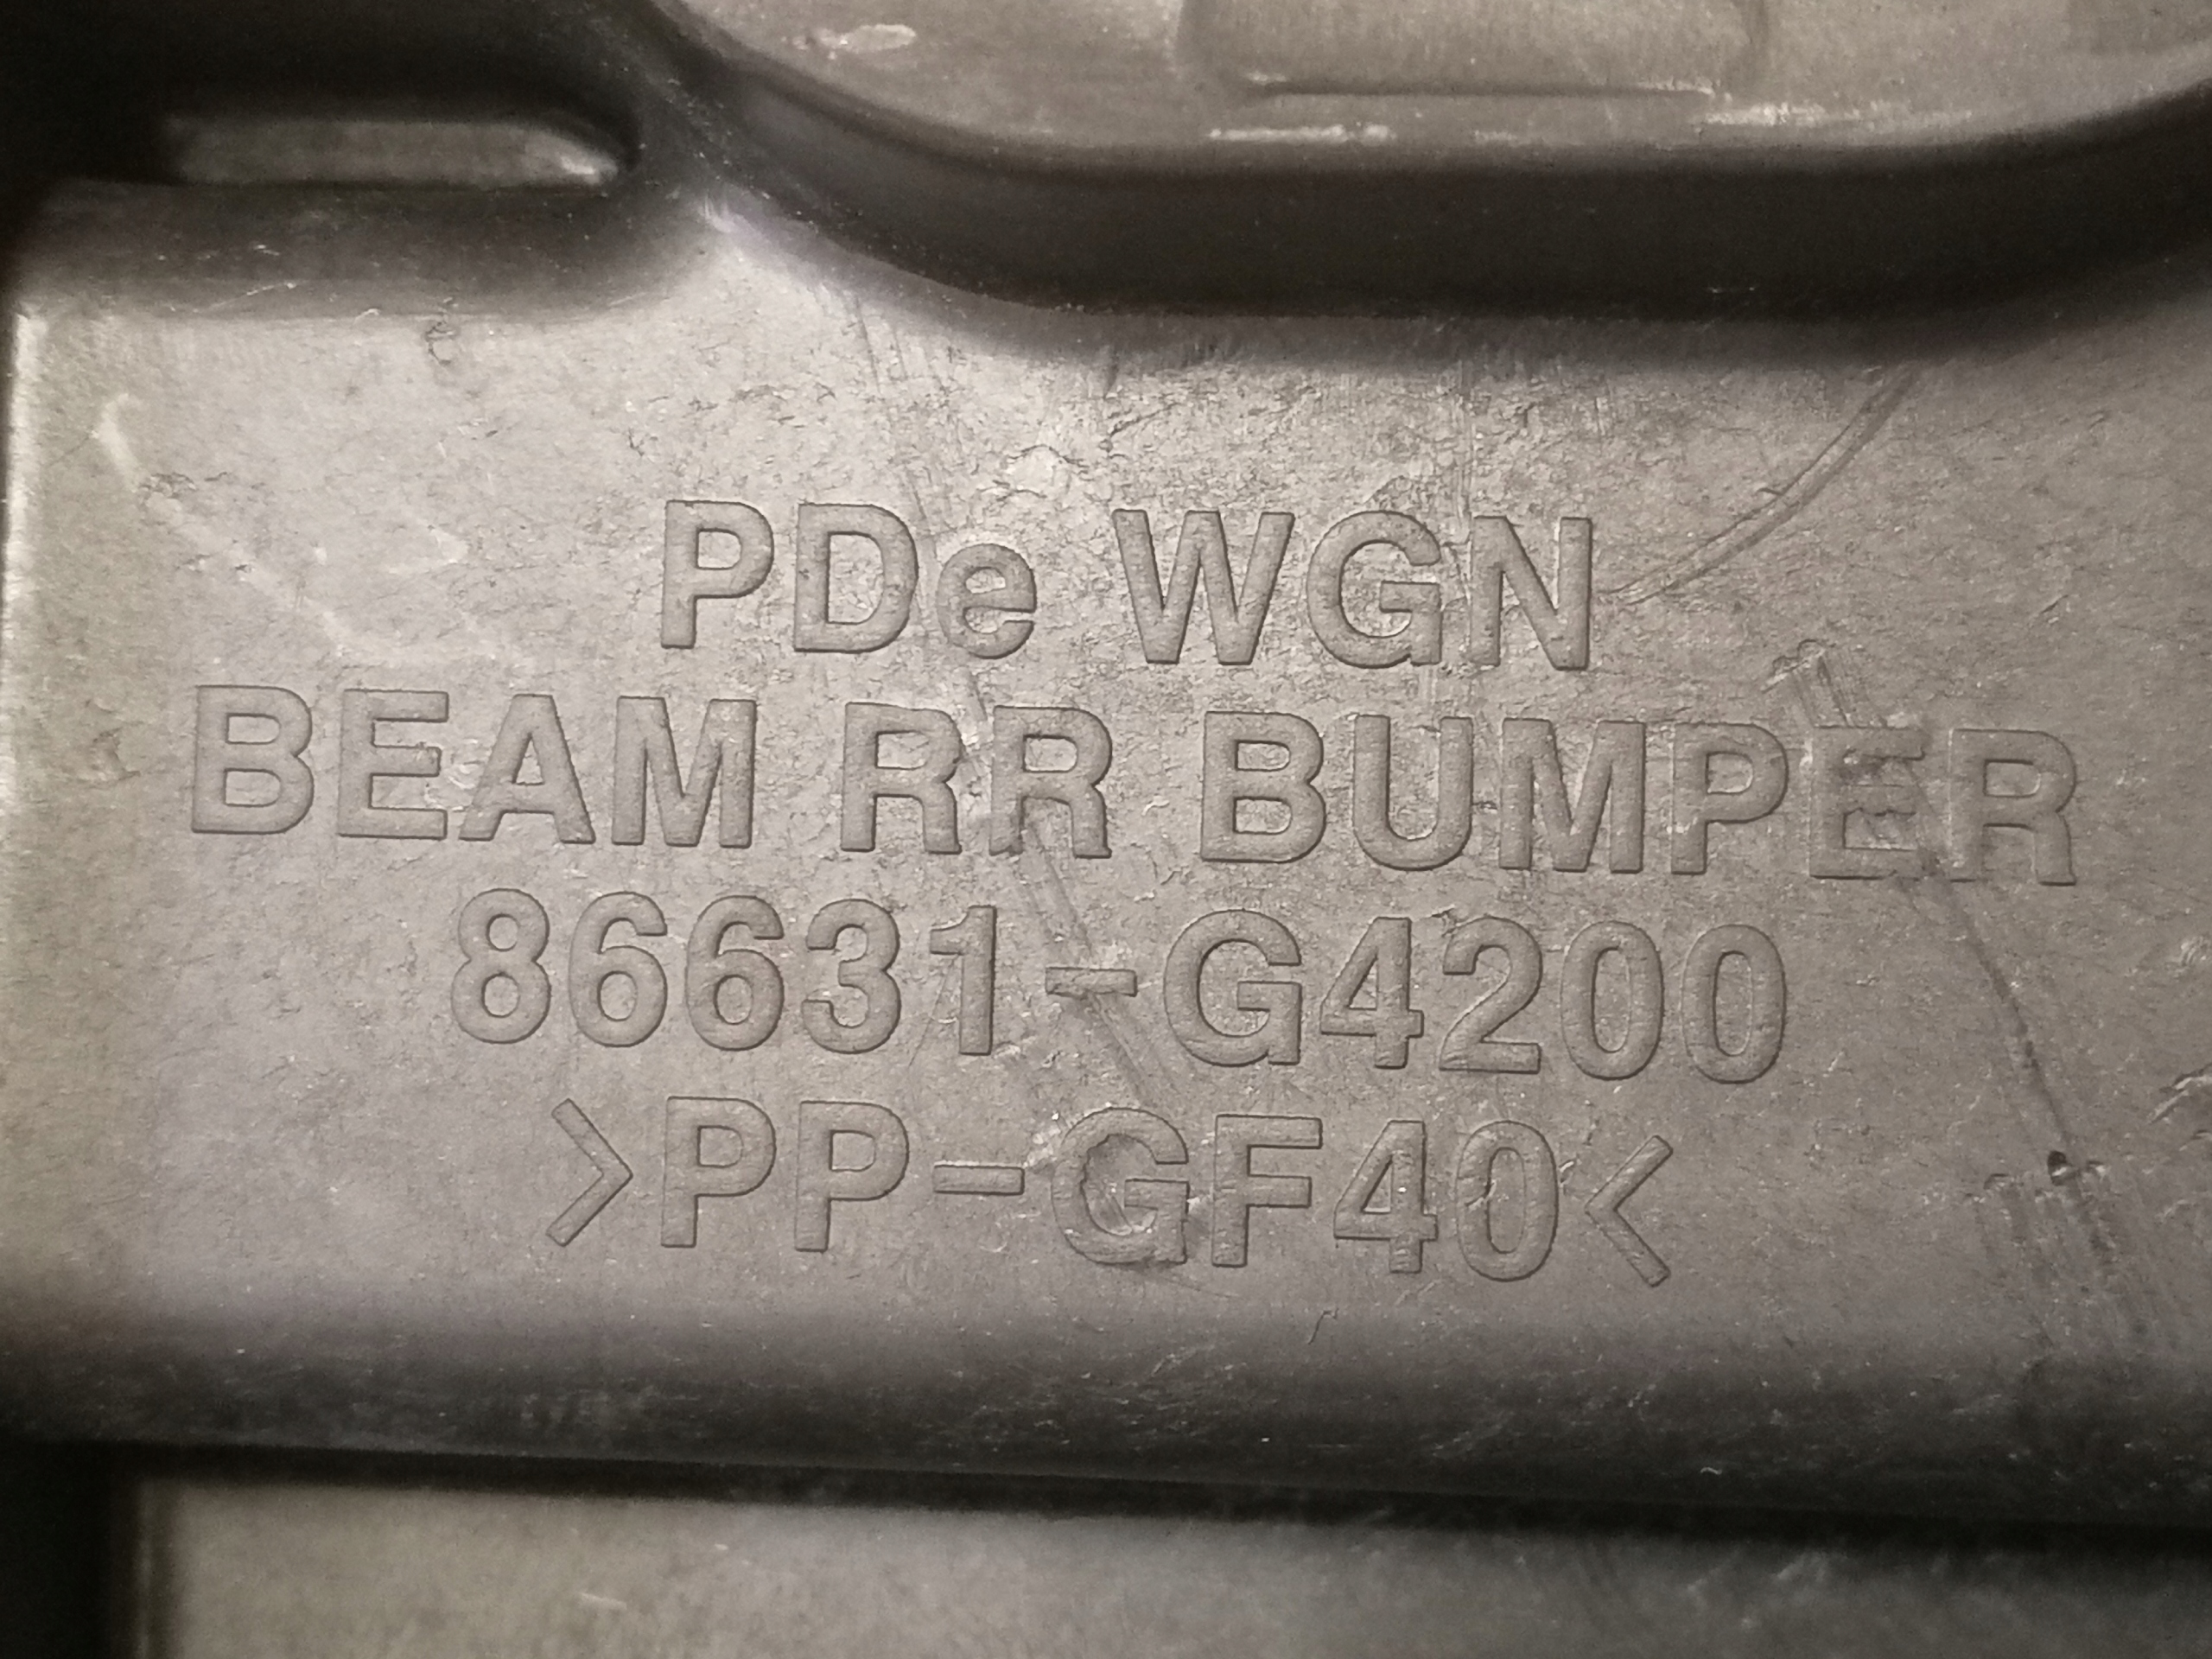 PDe WGN
BEAM RR BUMPER
86631-G4200
>PP-GF40<